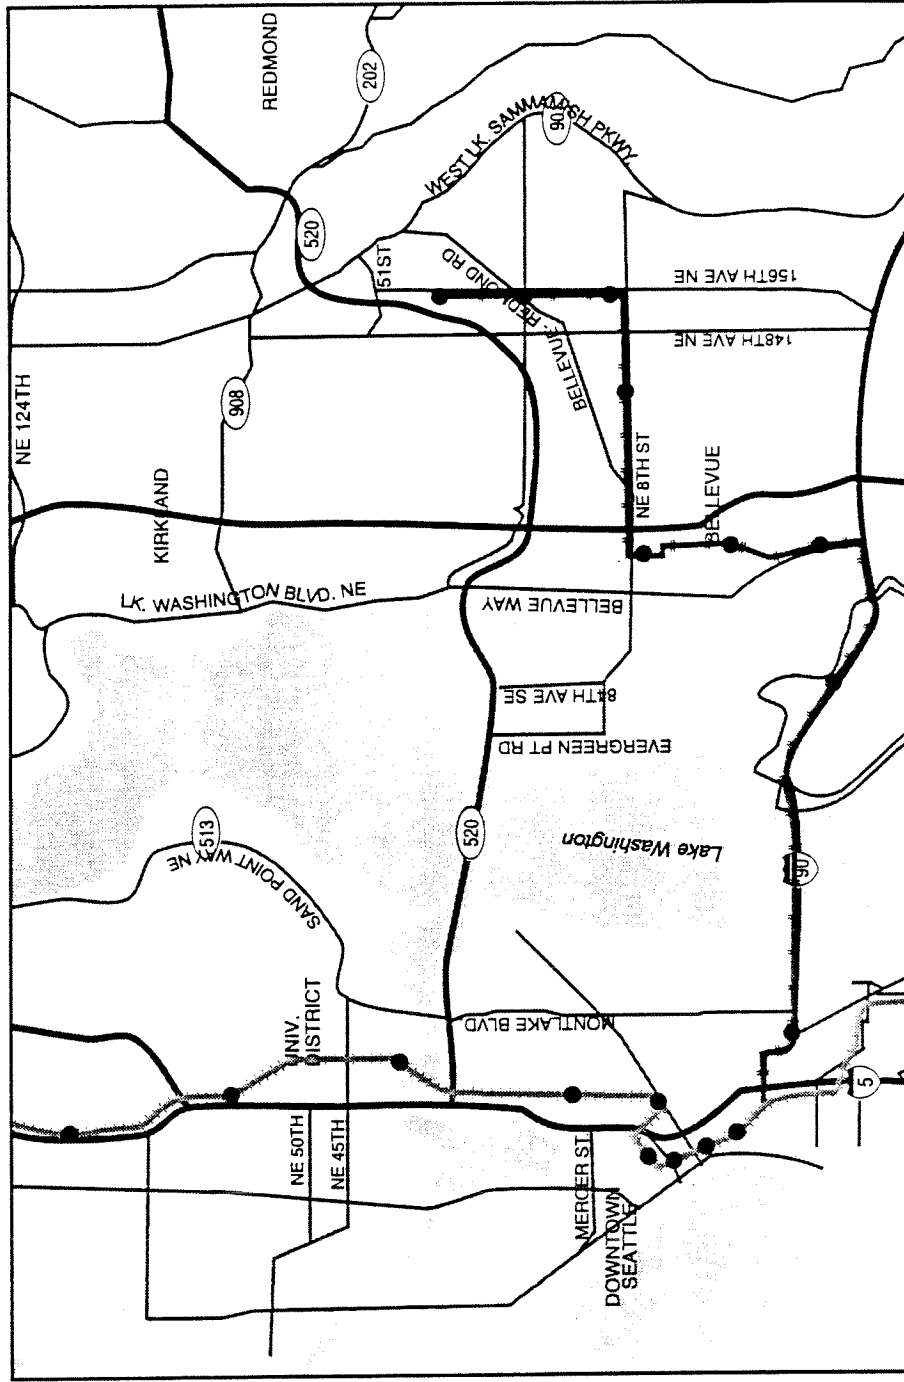 REDMOND
202
WEST LK. SAMMAMISH PKWY.
901
520
51ST
BELLEVUE - REDMOND RD
156TH AVE NE
148TH AVE NE
NE 124TH
908
KIRKLAND
NE 8TH ST
BELLEVUE
LK. WASHINGTON BLVD. NE
BELLEVUE WAY
84TH AVE SE
EVERGREEN PT RD
513
SAND POINT WAY NE
520
Lake Washington
90
UNIV.
DISTRICT
MONTLAKE BLVD
5
NE 50TH
NE 45TH
MERCER ST.
DOWNTOWN
SEATTLE